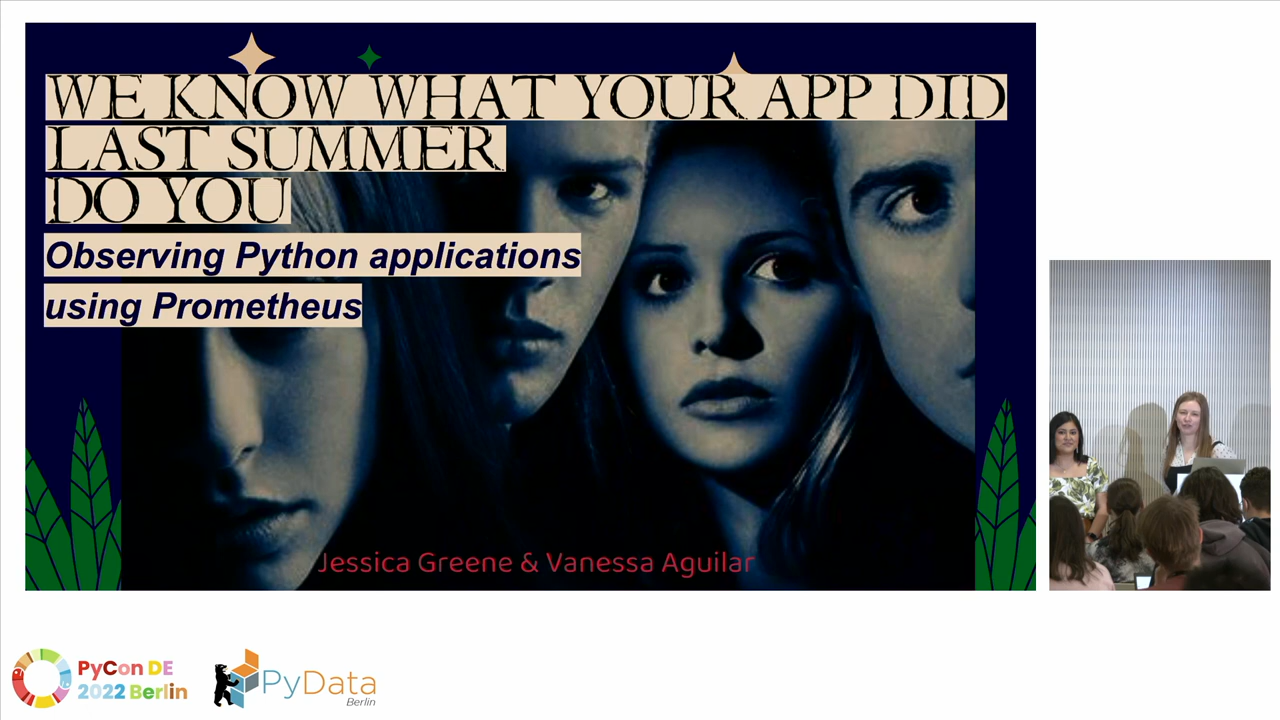 WE KNOW WHAT YOUR APP DID
LAST SUMMER
DO YOU
Observing Python applications
using Prometheus
Jessica Greene & Vanessa Aguilar
PyCon DE
2022 Berlin
PyData
Berlin